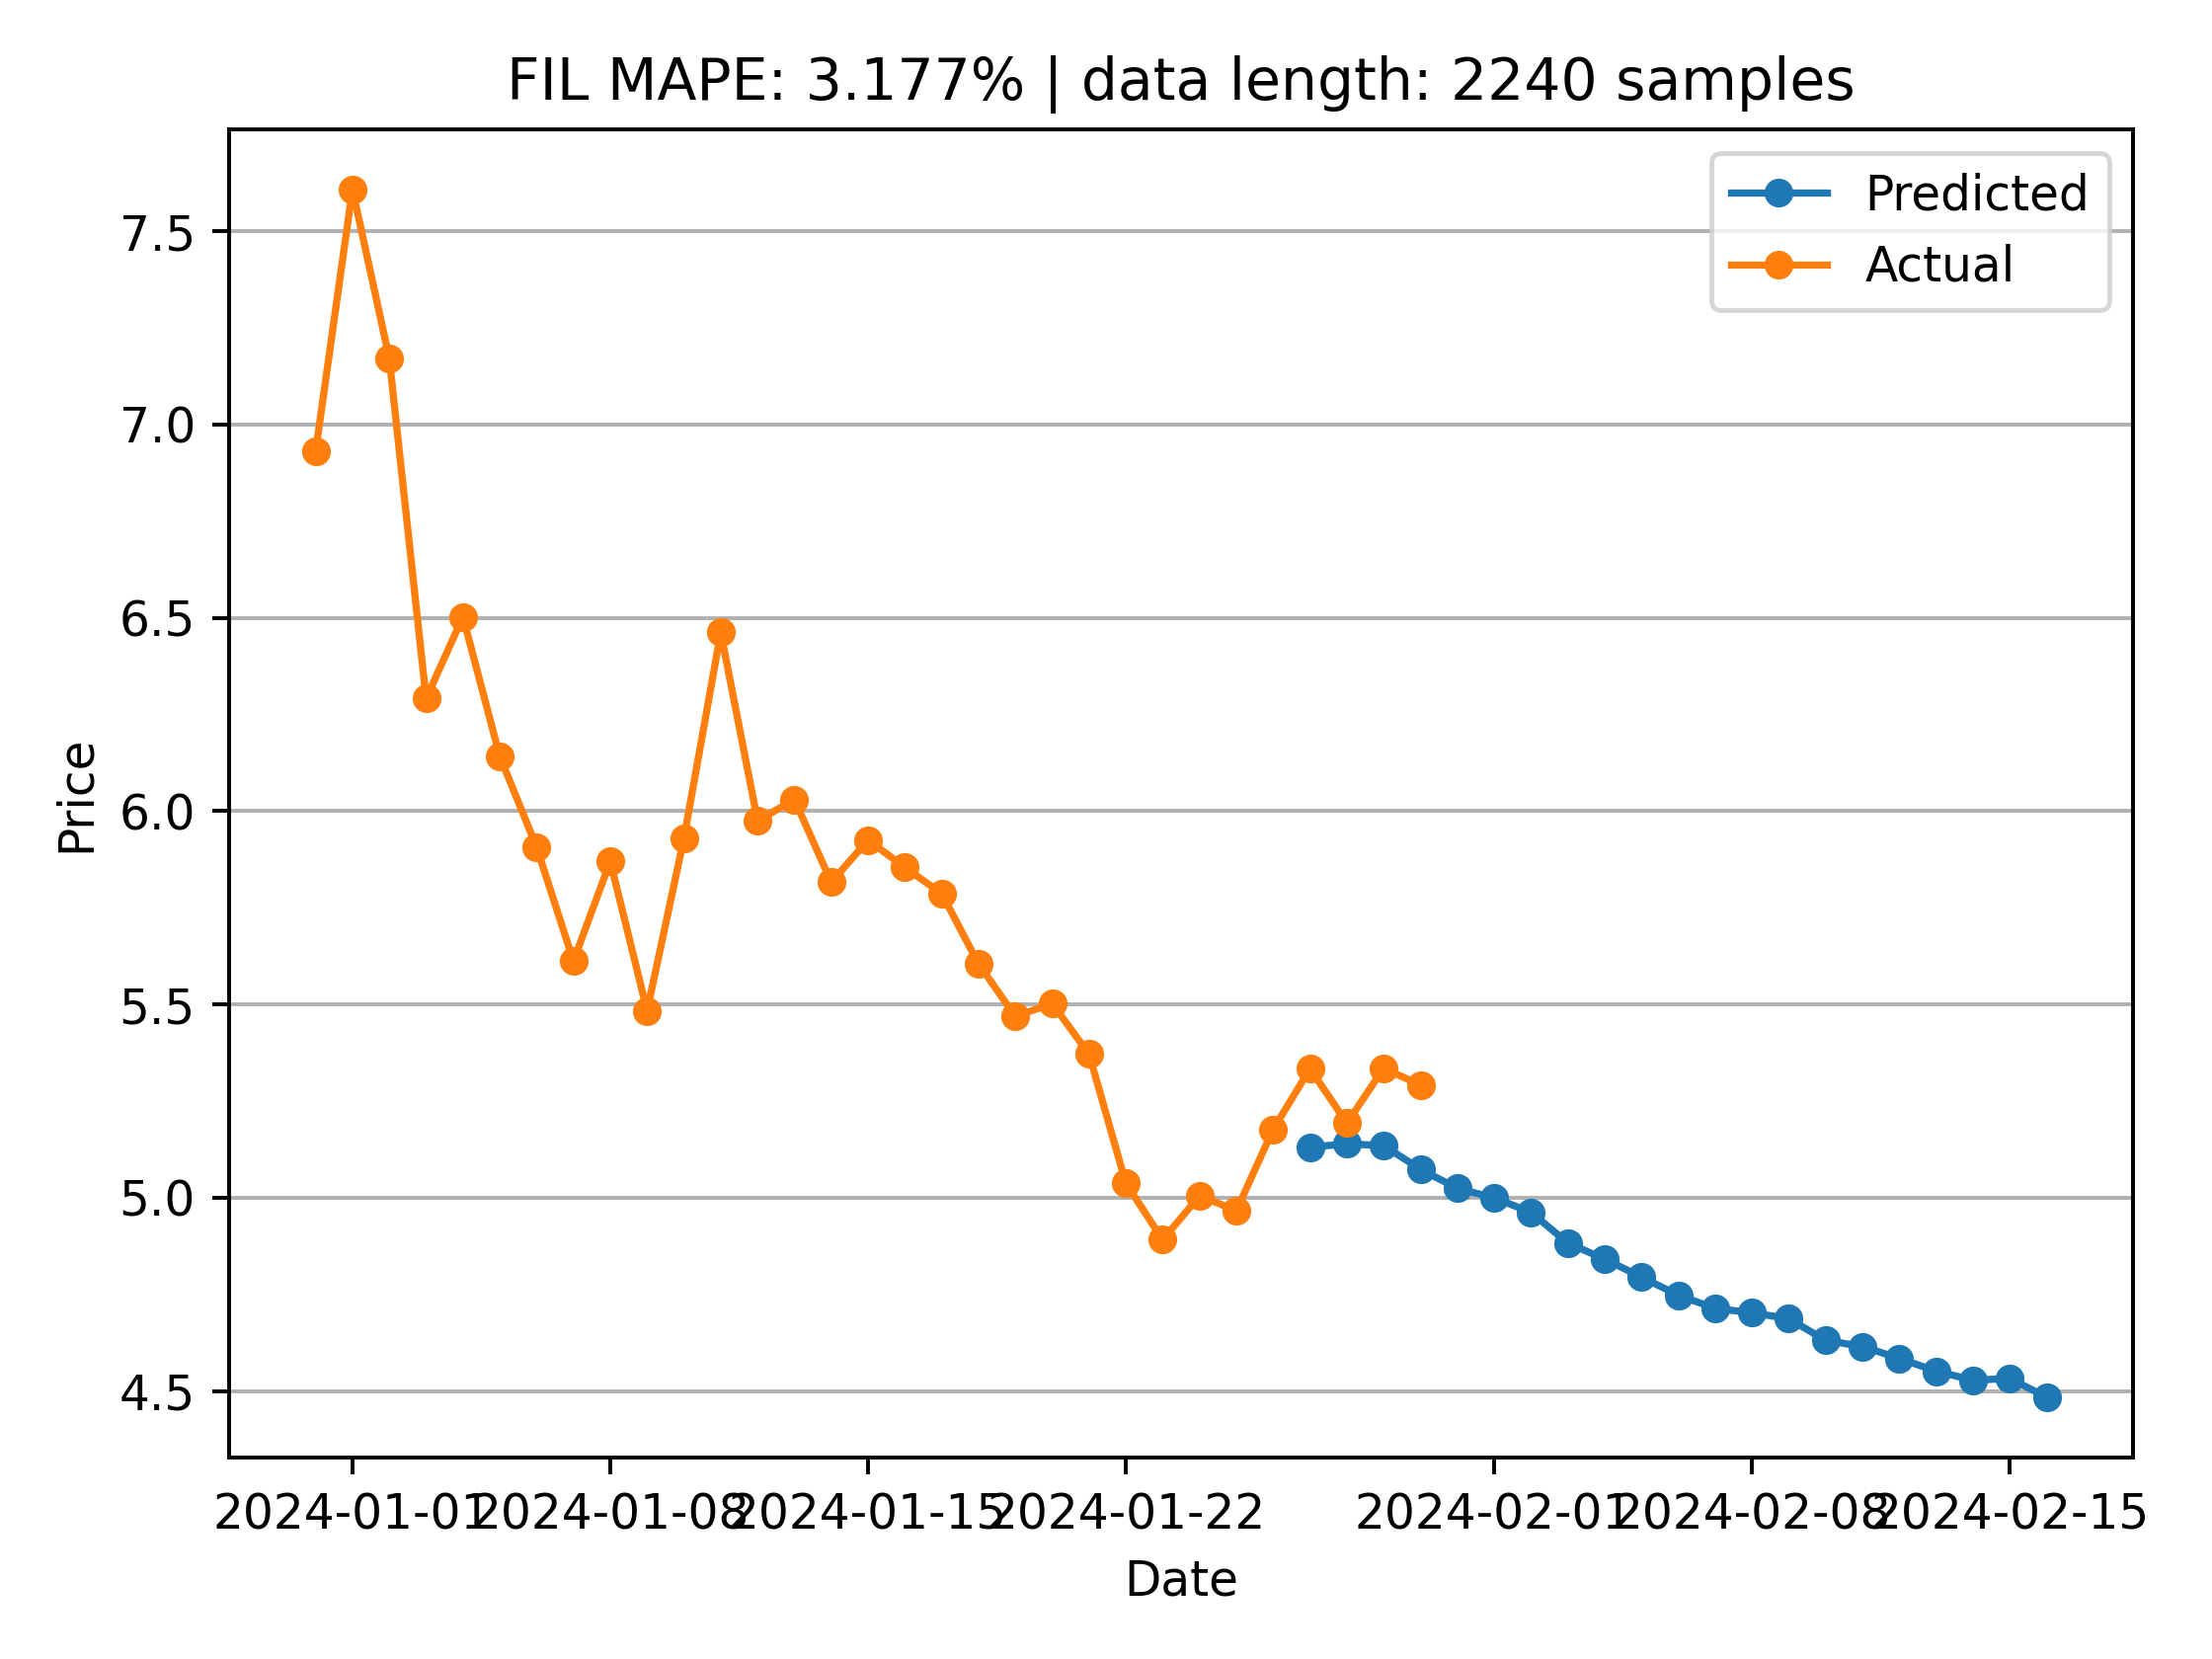 FIL MAPE: 3.177% | data length: 2240 samples
Predicted
Actual
7.5
7.0
6.5
6.0
5.5
5.0
4.5
Price
2024-01-01
2024-01-08
2024-01-15
2024-01-22
2024-02-01
2024-02-08
2024-02-15
Date